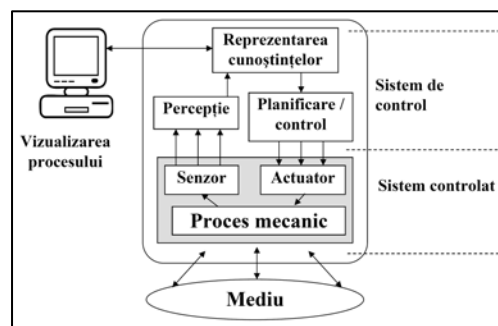 Reprezentarea
cunoștințelor
Sistem de
control
Percepție
Planificare /
control
Vizualizarea
procesului
Senzor
Actuator
Sistem controlat
Proces mecanic
Mediu